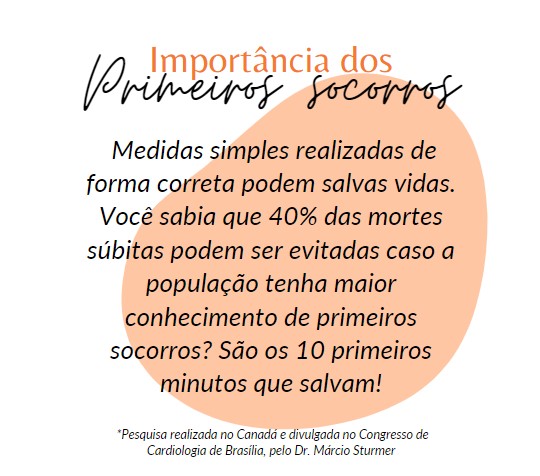 Importância dos
Primeiros socorros
Medidas simples realizadas de
forma correta podem salvas vidas.
Você sabia que 40% das mortes
súbitas podem ser evitadas caso a
população tenha maior
conhecimento de primeiros
socorros? São os 10 primeiros
minutos que salvam!
*Pesquisa realizada no Canadá e divulgada no Congresso de
Cardiologia de Brasília, pelo Dr. Márcio Sturmer